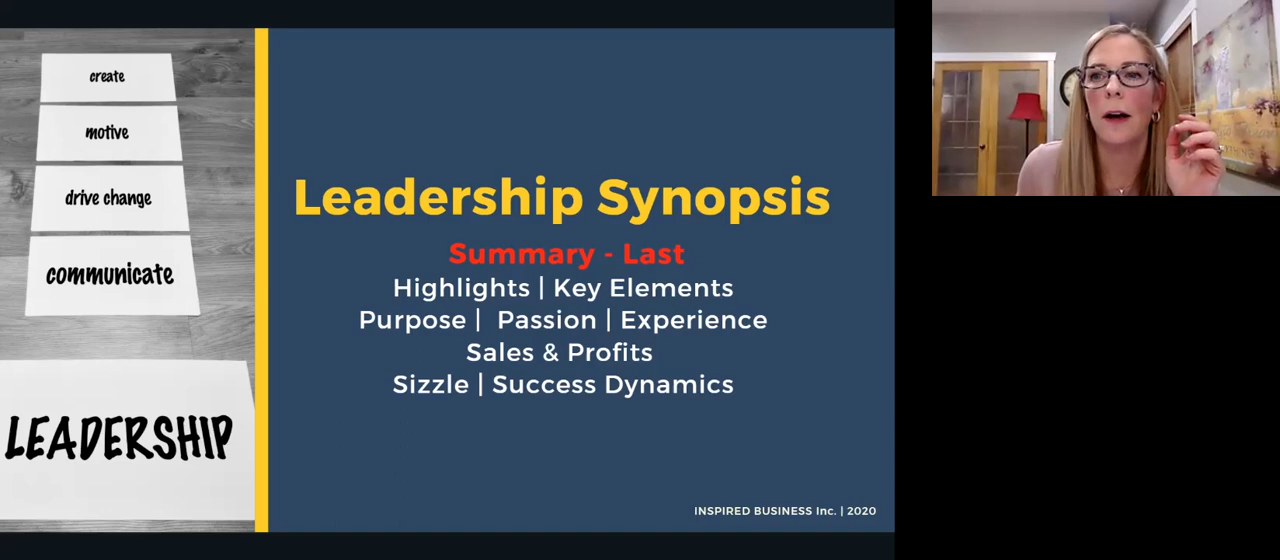 create
motive
drive change
communicate
LEADERSHIP
Leadership Synopsis
Summary - Last
Highlights | Key Elements
Purpose | Passion | Experience
Sales & Profits
Sizzle | Success Dynamics
INSPIRED BUSINESS Inc. | 2020